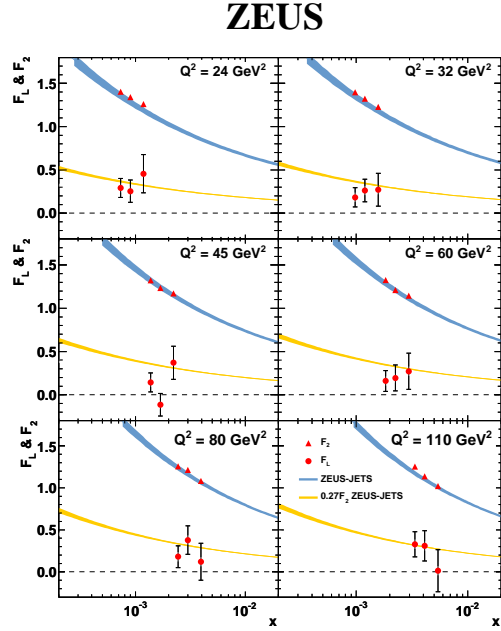 ZEUS
F_L & F_2
Q² = 24 GeV²
Q² = 32 GeV²
1.5
1.0
0.5
0.0
F_L & F_2
Q² = 45 GeV²
Q² = 60 GeV²
1.5
1.0
0.5
0.0
F_L & F_2
Q² = 80 GeV²
Q² = 110 GeV²
1.5
1.0
0.5
0.0
F₂
F_L
ZEUS-JETS
0.27F₂ ZEUS-JETS
10⁻³ 10⁻² 10⁻³ 10⁻²
x x